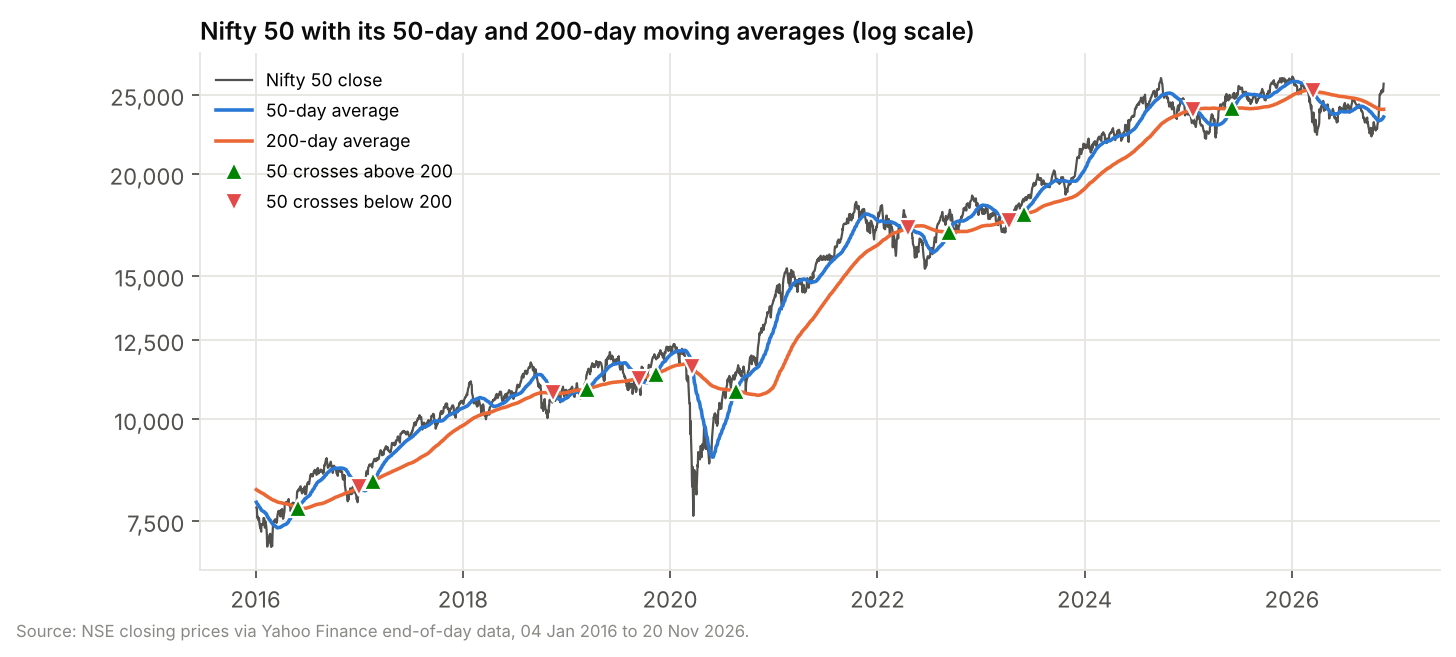 Nifty 50 with its 50-day and 200-day moving averages (log scale)
Nifty 50 close
50-day average
200-day average
50 crosses above 200
50 crosses below 200
25,000
20,000
15,000
12,500
10,000
7,500
2016 2018 2020 2022 2024 2026
Source: NSE closing prices via Yahoo Finance end-of-day data, 04 Jan 2016 to 20 Nov 2026.